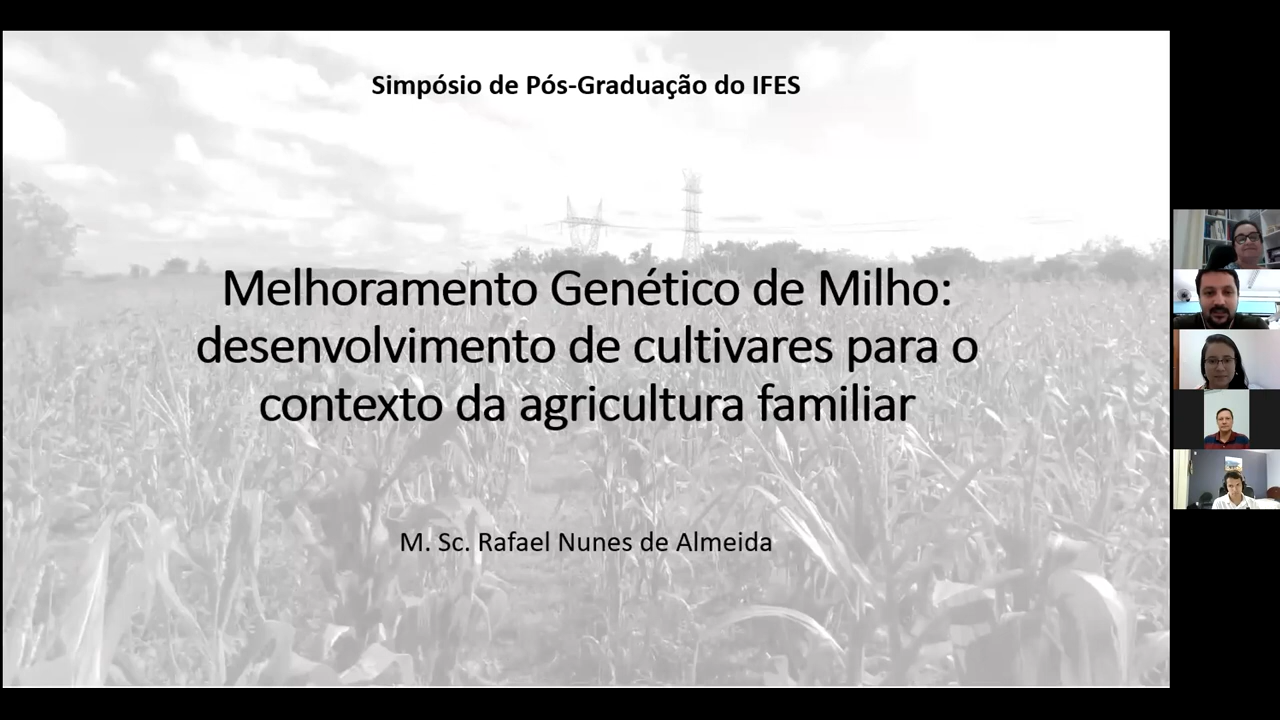 Simpósio de Pós-Graduação do IFES
Melhoramento Genético de Milho:
desenvolvimento de cultivares para o
contexto da agricultura familiar
M. Sc. Rafael Nunes de Almeida